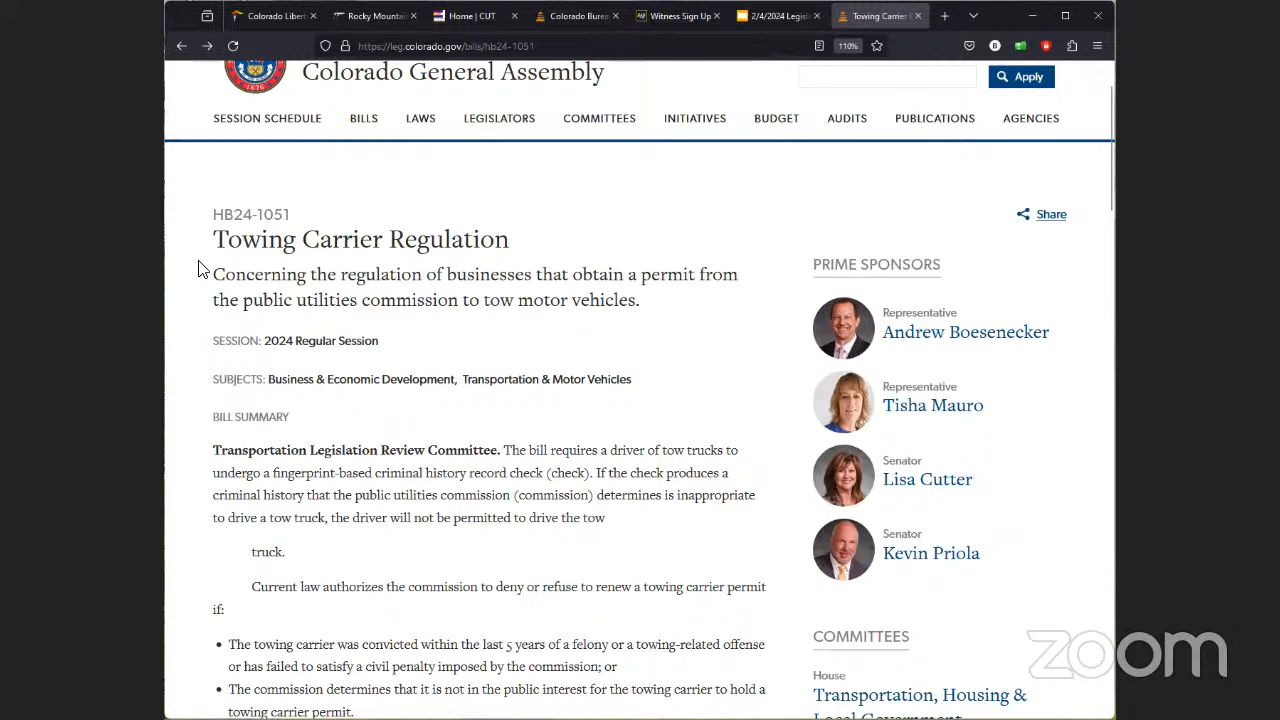 Colorado Libert
Rocky Mountain
Home | CUT
Colorado Burea
Witness Sign Up
2/4/2024 Legisl
Towing Carrier
https://leg.colorado.gov/bills/hb24-1051
110%
1876
Colorado General Assembly
Apply
SESSION SCHEDULE BILLS LAWS LEGISLATORS COMMITTEES INITIATIVES BUDGET AUDITS PUBLICATIONS AGENCIES
HB24-1051
Share
Towing Carrier Regulation
Concerning the regulation of businesses that obtain a permit from
the public utilities commission to tow motor vehicles.
SESSION: 2024 Regular Session
SUBJECTS: Business & Economic Development, Transportation & Motor Vehicles
BILL SUMMARY
Transportation Legislation Review Committee. The bill requires a driver of tow trucks to
undergo a fingerprint-based criminal history record check (check). If the check produces a
criminal history that the public utilities commission (commission) determines is inappropriate
to drive a tow truck, the driver will not be permitted to drive the tow
truck.
Current law authorizes the commission to deny or refuse to renew a towing carrier permit
if:
• The towing carrier was convicted within the last 5 years of a felony or a towing-related offense
or has failed to satisfy a civil penalty imposed by the commission; or
• The commission determines that it is not in the public interest for the towing carrier to hold a
towing carrier permit.
PRIME SPONSORS
Representative
Andrew Boesenecker
Representative
Tisha Mauro
Senator
Lisa Cutter
Senator
Kevin Priola
COMMITTEES
House
Transportation, Housing &
Local Government
zoom